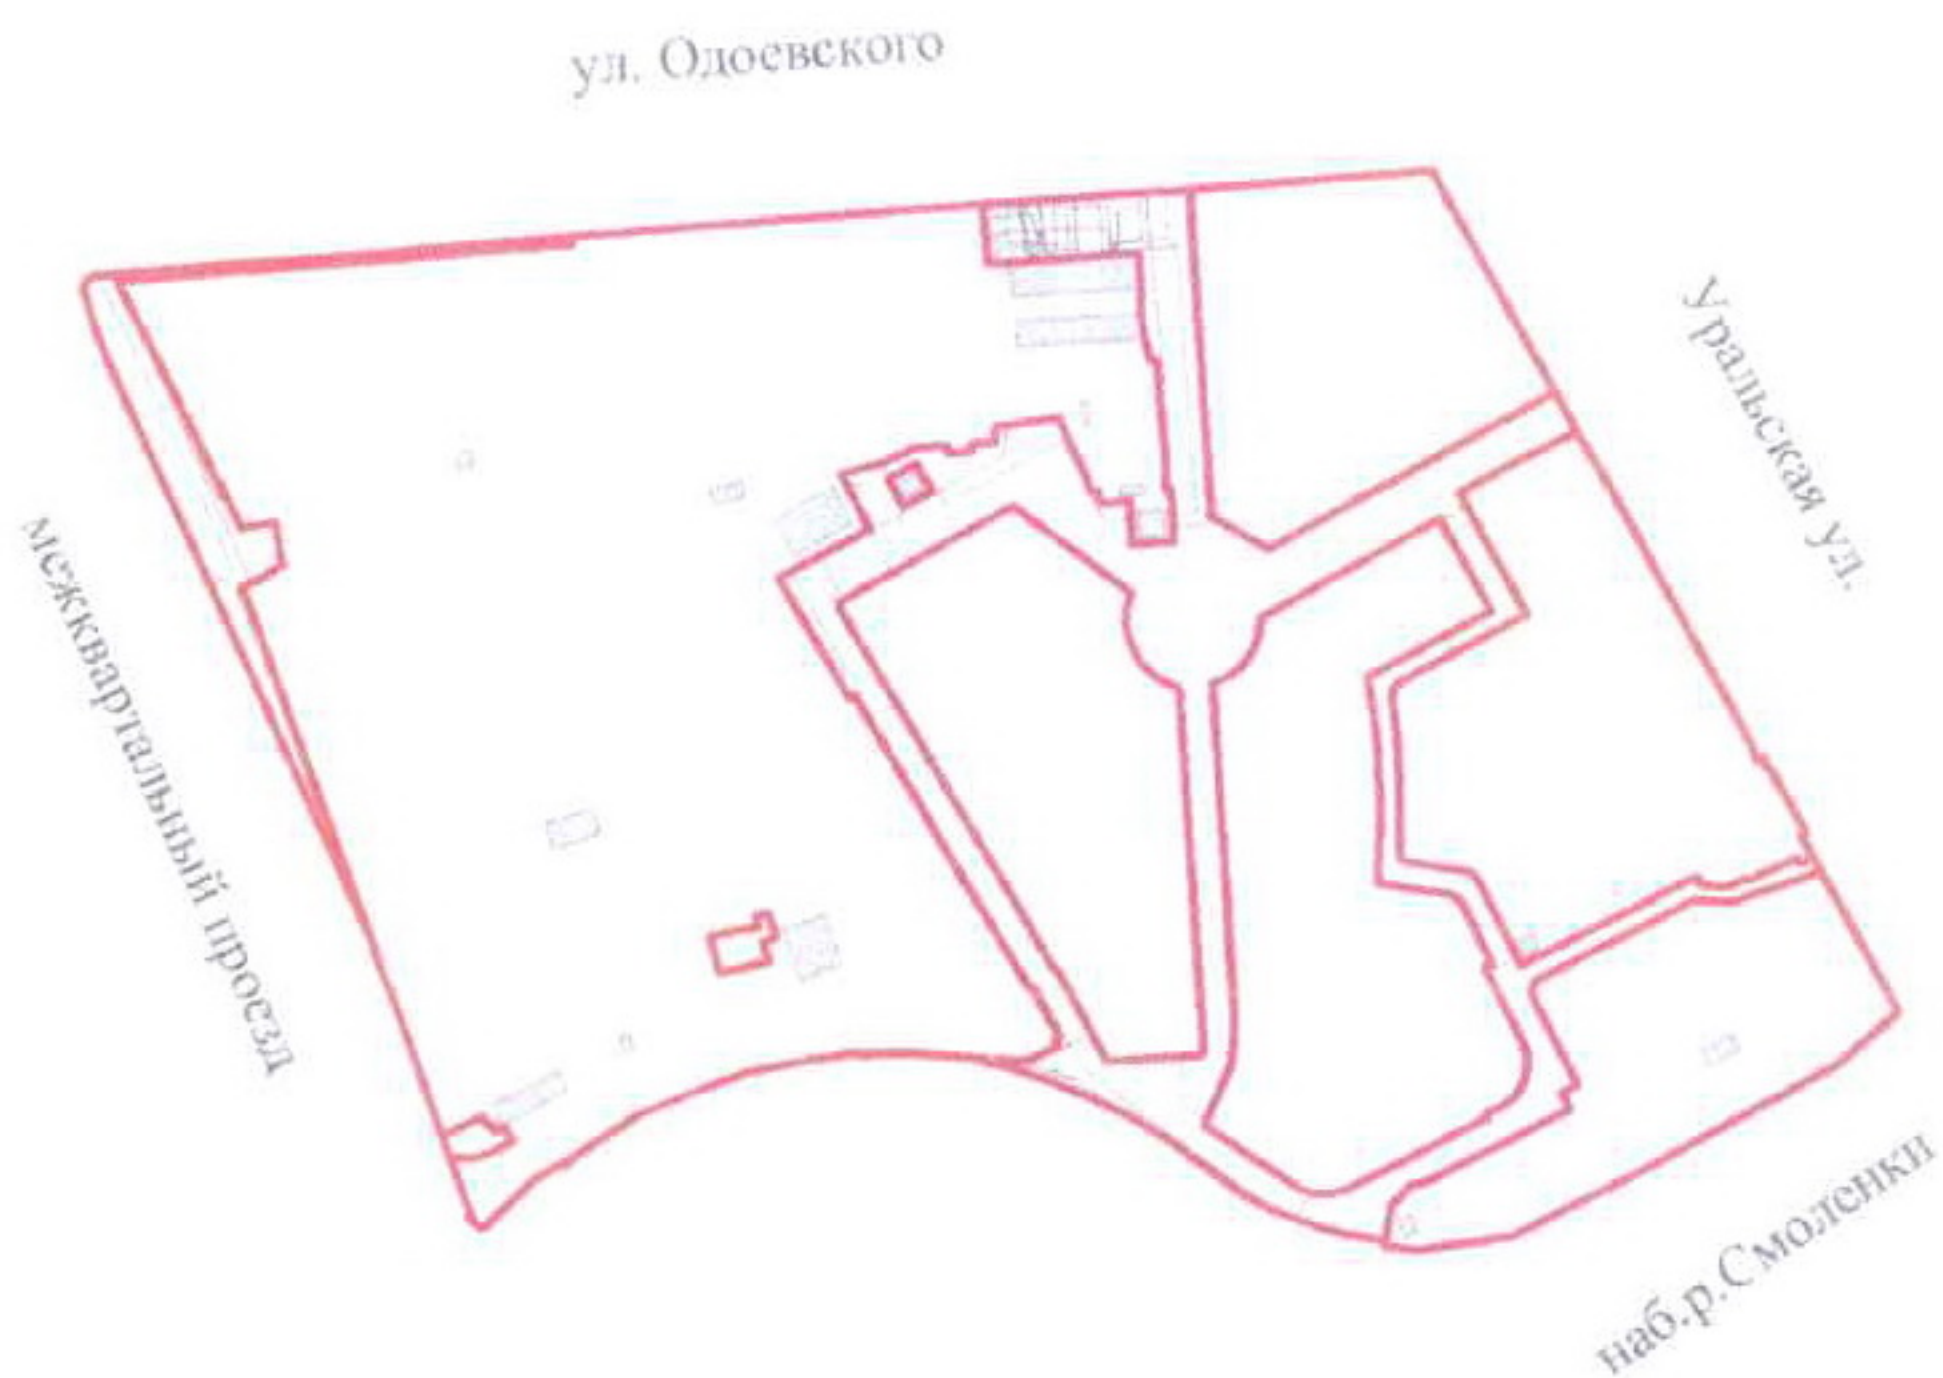 ул. Одоевского
Уральская ул.
межквартальный проезд
наб.р.Смоленки